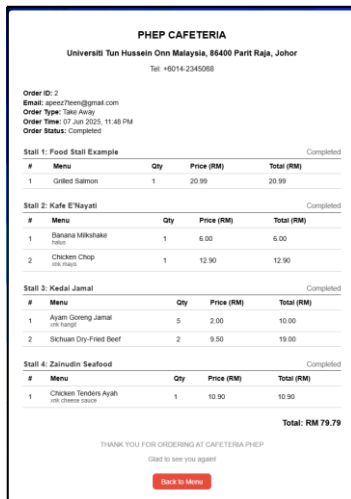 PHEP CAFETERIA
Universiti Tun Hussein Onn Malaysia, 86400 Parit Raja, Johor
Tel: +6014-2345068
Order ID: 2
Email: apeez7teen@gmail.com
Order Type: Take Away
Order Time: 07 Jun 2025, 11:48 PM
Order Status: Completed
Stall 1: Food Stall Example Completed
# Menu Qty Price (RM) Total (RM)
1 Grilled Salmon 1 20.99 20.99
Stall 2: Kafe E'Nayati Completed
# Menu Qty Price (RM) Total (RM)
1 Banana Milkshake 1 6.00 6.00
halus
2 Chicken Chop 1 12.90 12.90
xnk mayo
Stall 3: Kedai Jamal Completed
# Menu Qty Price (RM) Total (RM)
1 Ayam Goreng Jamal 5 2.00 10.00
xnk hangit
2 Sichuan Dry-Fried Beef 2 9.50 19.00
Stall 4: Zainudin Seafood Completed
# Menu Qty Price (RM) Total (RM)
1 Chicken Tenders Ayah 1 10.90 10.90
xnk cheese sauce
Total: RM 79.79
THANK YOU FOR ORDERING AT CAFETERIA PHEP
Glad to see you again!
Back to Menu